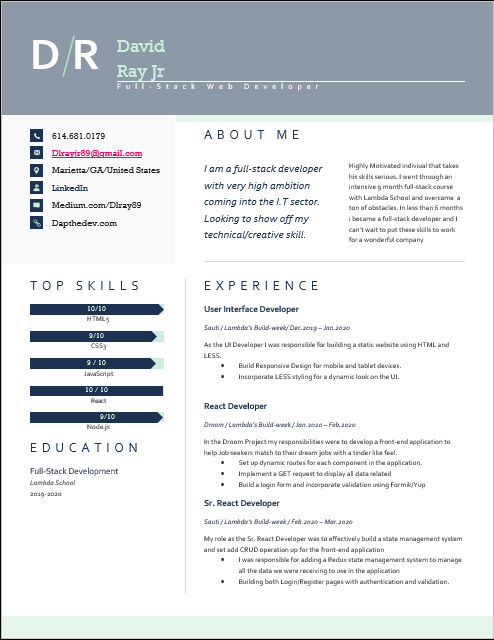 D/R
David
Ray Jr
Full-Stack Web Developer
614.681.0179
Dlrayjr89@gmail.com
Marietta/GA/United States
LinkedIn
Medium.com/Dlray89
Dapthedev.com
ABOUT ME
I am a full-stack developer
with very high ambition
coming into the I.T sector.
Looking to show off my
technical/creative skill.
Highly Motivated indiviual that takes
his skills serious. I went through an
intensive 9 month full-stack course
with Lambda School and overcame a
ton of obstacles. In less than 6 months
i became a full-stack developer and I
can't wait to put these skills to work
for a wonderful company
TOP SKILLS
10/10
HTML5
9/10
CSS3
9 / 10
JavaScript
10 / 10
React
9/10
Node.js
EDUCATION
Full-Stack Development
Lambda School
2019-2020
EXPERIENCE
User Interface Developer
Sauti / Lambda's Build-week/ Dec.2019 – Jan.2020
As the UI Developer I was responsible for building a static website using HTML and
LESS.
• Build Responsive Design for mobile and tablet devices.
• Incorporate LESS styling for a dynamic look on the UI.
React Developer
Droom / Lambda's Build-week / Jan.2020 – Feb.2020
In the Droom Project my responsibilities were to develop a front-end application to
help Job seekers match to their dream jobs with a tinder like feel.
• Set up dynamic routes for each component in the application.
• Implement a GET request to display all data related
• Build a login form and incorporate validation using Formik/Yup
Sr. React Developer
Sauti / Lambda's Build-week / Feb.2020 – Mar.2020
My role as the Sr. React Developer was to effectively build a state management system
and set add CRUD operation up for the front-end application
• I was responsible for adding a Redux state management system to manage
all the data we were receiving to use in the application
• Building both Login/Register pages with authentication and validation.